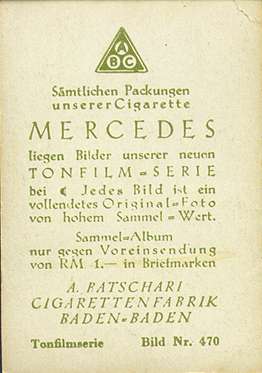 A
B C
Sämtlichen Packungen
unserer Cigarette
MERCEDES
liegen Bilder unserer neuen
TONFILM=SERIE
bei ☾ Jedes Bild ist ein
vollendetes Original=Foto
von hohem Sammel=Wert.
Sammel=Album
nur gegen Voreinsendung
von RM 1.— in Briefmarken
A. BATSCHARI
CIGARETTENFABRIK
BADEN=BADEN
Tonfilmserie Bild Nr. 470